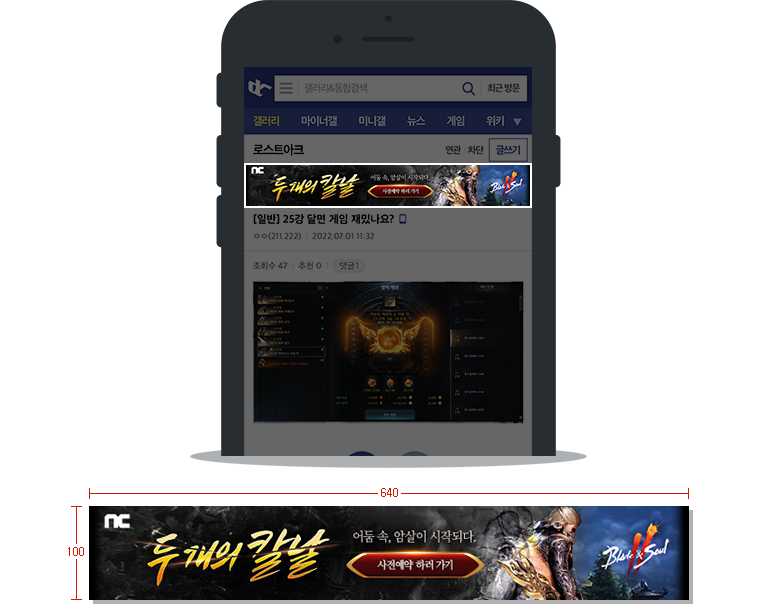 갤러리&통합검색
최근 방문
갤러리 마이너갤 미니갤 뉴스 게임 위키
로스트아크
연관 차단 글쓰기
nc
두 개의 칼날
어둠 속, 암살이 시작되다.
사전예약 하러 가기
Blade & Soul II
[일반] 25강 달면 게임 재밌나요?
ㅇㅇ(211.222) 2022.07.01 11:32
조회수 47 추천 0 댓글 1
640
100
nc
두 개의 칼날
어둠 속, 암살이 시작되다.
사전예약 하러 가기
Blade & Soul II